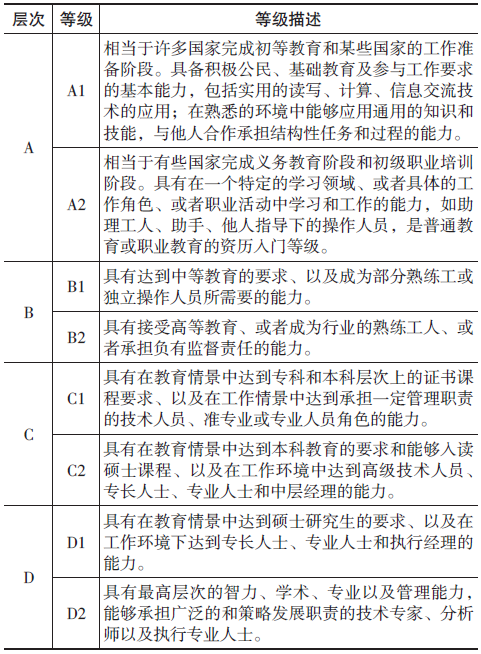 层次 等级 等级描述
A
A1
相当于许多国家完成初等教育和某些国家的工作准
备阶段。具备积极公民、基础教育及参与工作要求
的基本能力，包括实用的读写、计算、信息交流技
术的应用；在熟悉的环境中能够应用通用的知识和
技能，与他人合作承担结构性任务和过程的能力。
A2
相当于有些国家完成义务教育阶段和初级职业培训
阶段。具有在一个特定的学习领域、或者具体的工
作角色、或者职业活动中学习和工作的能力，如助
理工人、助手、他人指导下的操作人员，是普通教
育或职业教育的资历入门等级。
B
B1
具有达到中等教育的要求、以及成为部分熟练工或
独立操作人员所需要的能力。
B2
具有接受高等教育、或者成为行业的熟练工人、或
者承担负有监督责任的能力。
C
C1
具有在教育情景中达到专科和本科层次上的证书课
程要求、以及在工作情景中达到承担一定管理职责
的技术人员、准专业或专业人员角色的能力。
C2
具有在教育情景中达到本科教育的要求和能够入读
硕士课程、以及在工作环境中达到高级技术人员、
专长人士、专业人士和中层经理的能力。
D
D1
具有在教育情景中达到硕士研究生的要求、以及在
工作环境下达到专长人士、专业人士和执行经理的
能力。
D2
具有最高层次的智力、学术、专业以及管理能力，
能够承担广泛的和策略发展职责的技术专家、分析
师以及执行专业人士。